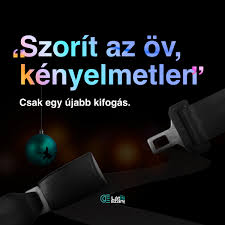 „Szorít az öv,
kényelmetlen”
Csak egy újabb kifogás.